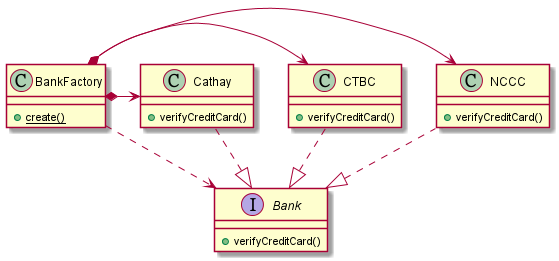 C BankFactory
create()
C Cathay
verifyCreditCard()
C CTBC
verifyCreditCard()
C NCCC
verifyCreditCard()
I Bank
verifyCreditCard()